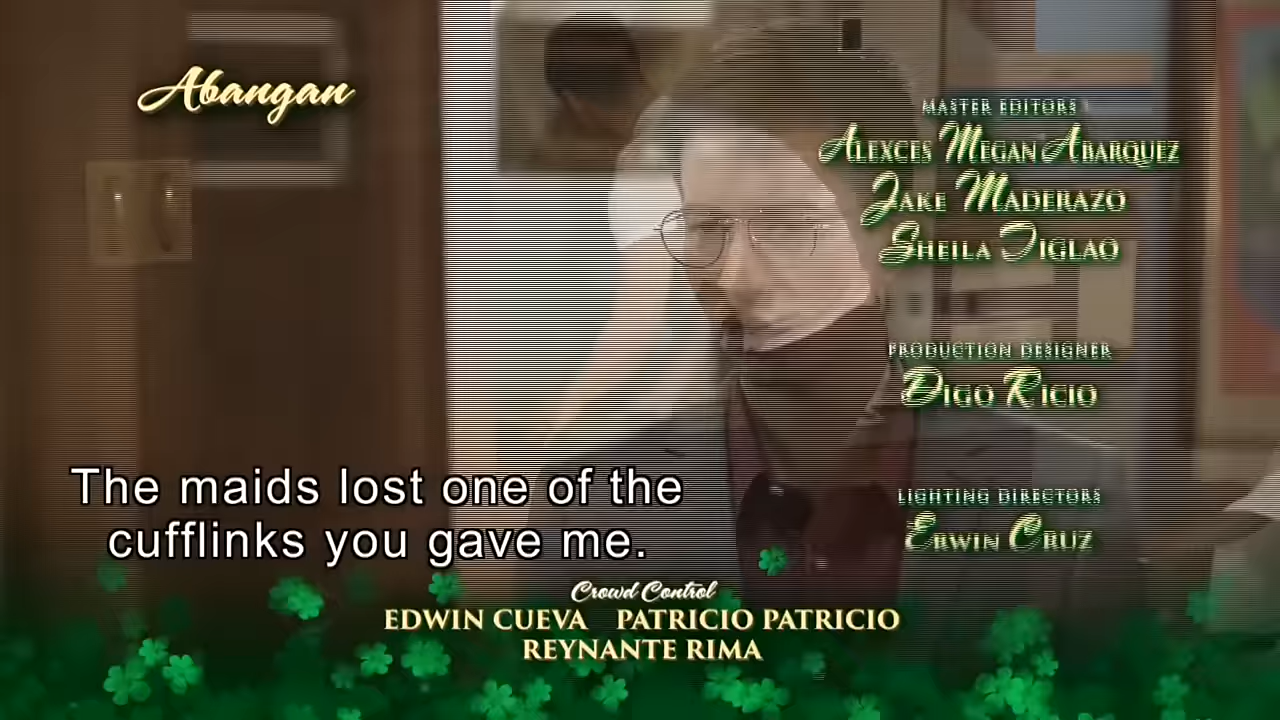 Abangan
MASTER EDITORS
ALEXCES MEGAN ABARQUEZ
JAKE MADERAZO
SHEILA TIGLAO
PRODUCTION DESIGNER
DIGO RICIO
LIGHTING DIRECTORS
ERWIN CRUZ
The maids lost one of the
cufflinks you gave me.
Crowd Control
EDWIN CUEVA PATRICIO PATRICIO
REYNANTE RIMA